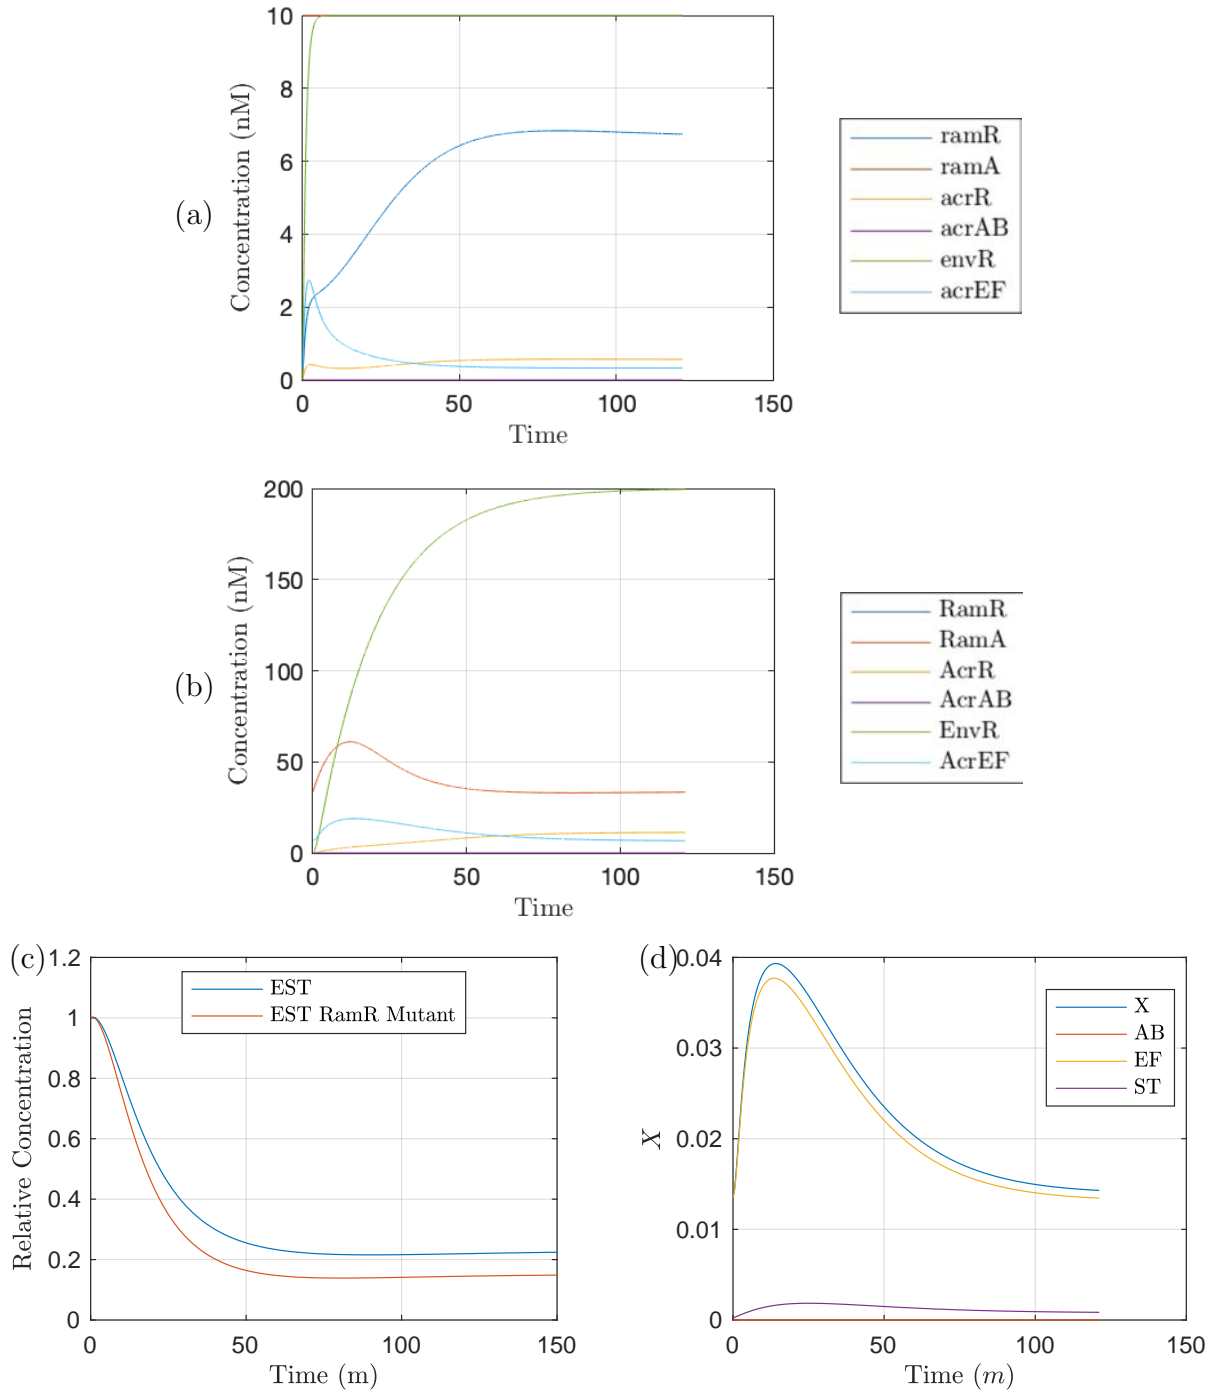 (a)
Concentration (nM)
10
8
6
4
2
0
0 50 100 150
Time
ramR
ramA
acrR
acrAB
envR
acrEF
(b)
Concentration (nM)
200
150
100
50
0
0 50 100 150
Time
RamR
RamA
AcrR
AcrAB
EnvR
AcrEF
(c)
Relative Concentration
1.2
1
0.8
0.6
0.4
0.2
0
0 50 100 150
Time (m)
EST
EST RamR Mutant
(d)
X
0.04
0.03
0.02
0.01
0
0 50 100 150
Time (m)
X
AB
EF
ST